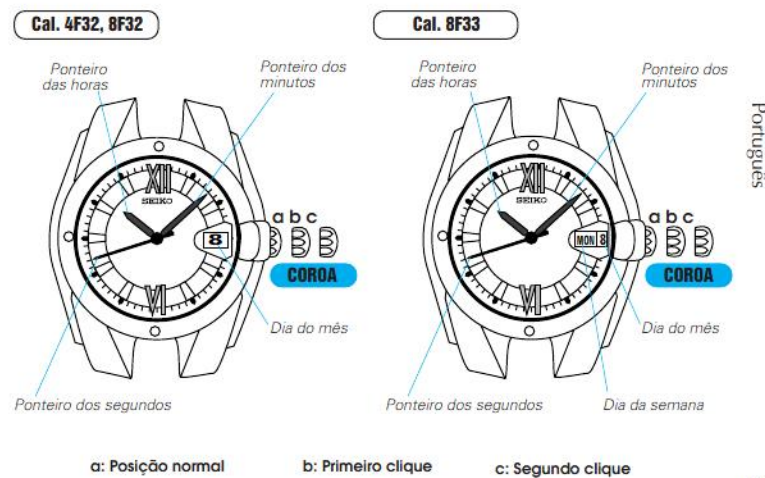 Cal. 4F32, 8F32
Ponteiro
das horas
Ponteiro dos
minutos
XII
SEIKO
8
VI
a b c
COROA
Dia do mês
Ponteiro dos segundos
Cal. 8F33
Ponteiro
das horas
Ponteiro dos
minutos
XII
SEIKO
MON 8
VI
a b c
COROA
Dia do mês
Ponteiro dos segundos
Dia da semana
Português
a: Posição normal
b: Primeiro clique
c: Segundo clique